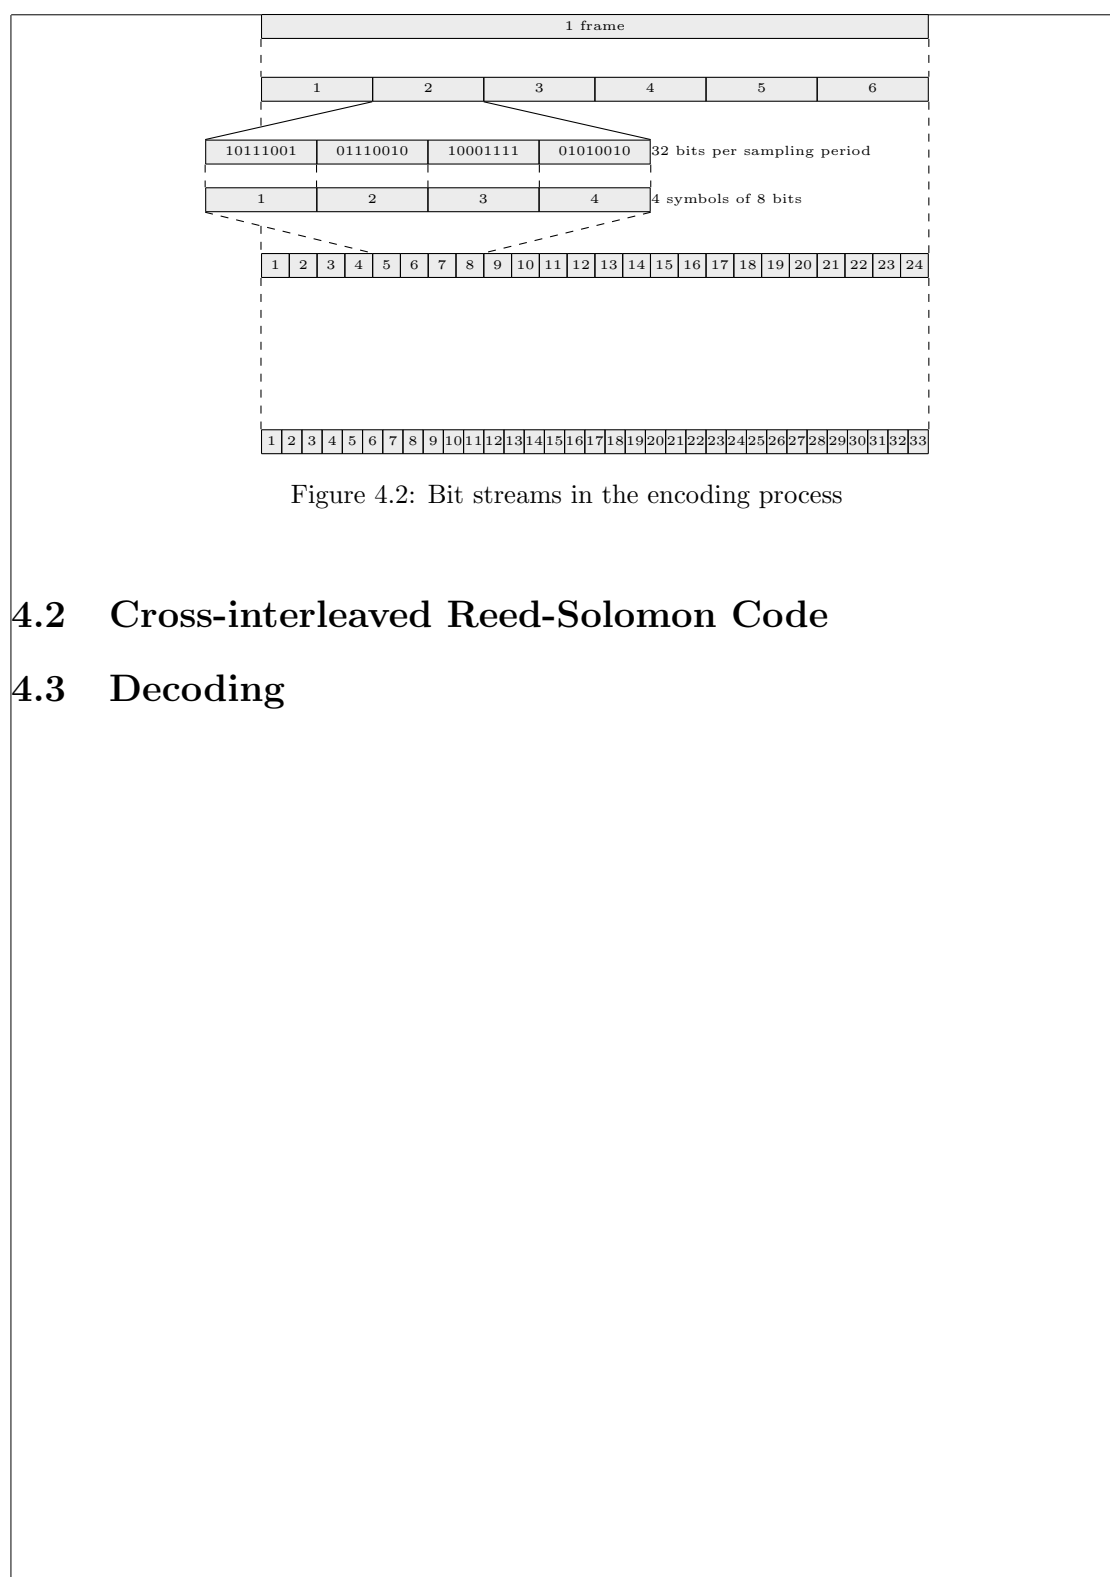 1 frame
1 2 3 4 5 6
10111001 01110010 10001111 01010010 32 bits per sampling period
1 2 3 4 4 symbols of 8 bits
1 2 3 4 5 6 7 8 9 10 11 12 13 14 15 16 17 18 19 20 21 22 23 24
1 2 3 4 5 6 7 8 9 10 11 12 13 14 15 16 17 18 19 20 21 22 23 24 25 26 27 28 29 30 31 32 33
Figure 4.2: Bit streams in the encoding process
4.2 Cross-interleaved Reed-Solomon Code
4.3 Decoding